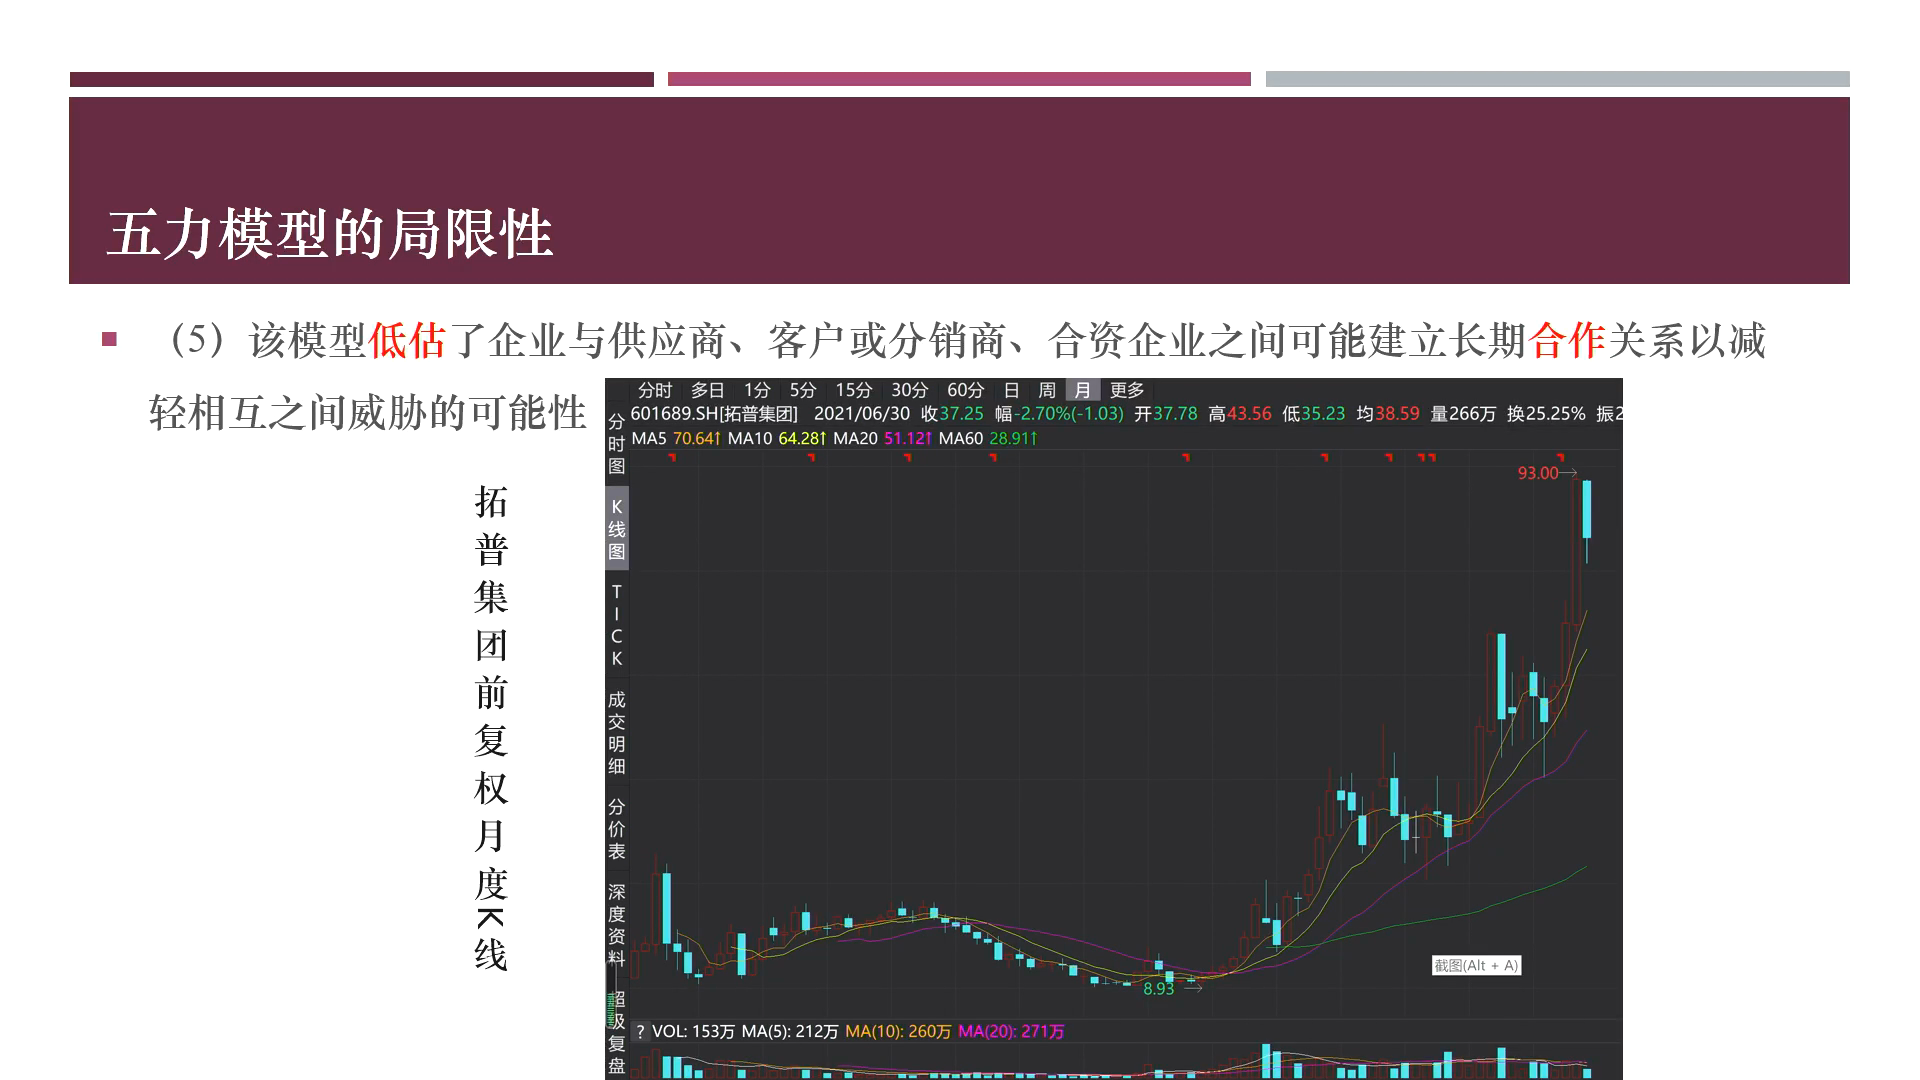 五力模型的局限性
（5）该模型低估了企业与供应商、客户或分销商、合资企业之间可能建立长期合作关系以减
轻相互之间威胁的可能性
拓普集团前复权月度K线
分时 多日 1分 5分 15分 30分 60分 日 周 月 更多
601689.SH[拓普集团] 2021/06/30 收37.25 幅-2.70%(-1.03) 开37.78 高43.56 低35.23 均38.59 量266万 换25.25% 振2
MA5 70.64↑ MA10 64.28↑ MA20 51.12↑ MA60 28.91↑
分时图
K线图
TICK
成交明细
分价表
深度资料
超级复盘
93.00
8.93
截图(Alt + A)
? VOL: 153万 MA(5): 212万 MA(10): 260万 MA(20): 271万